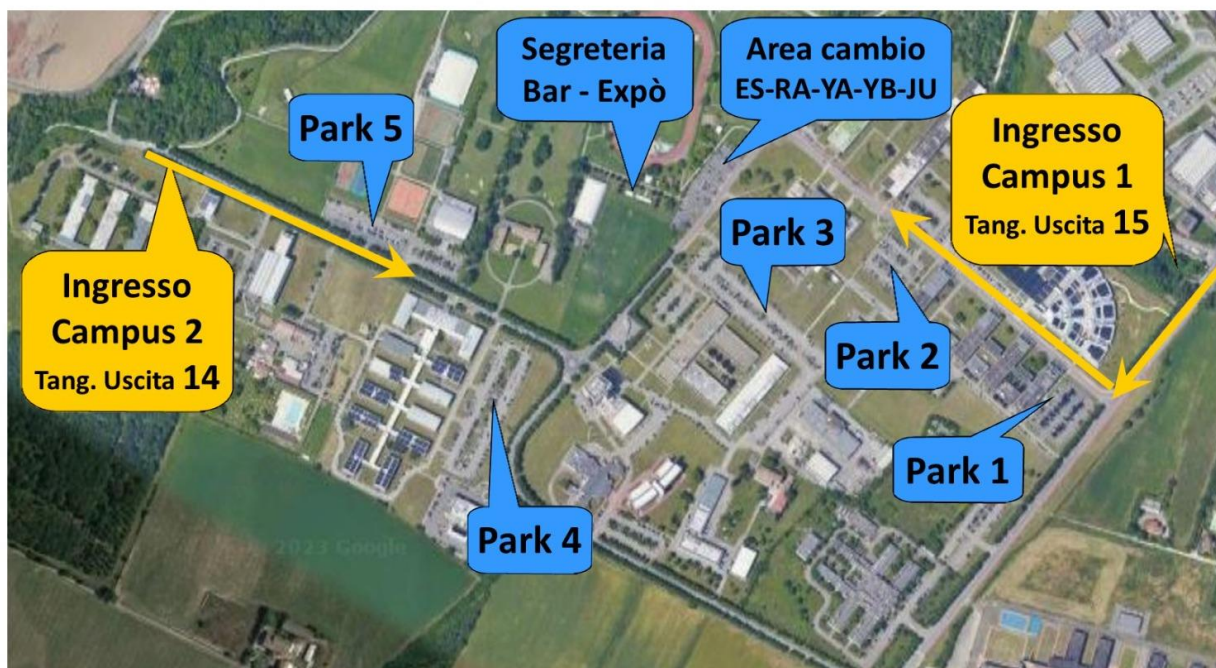 Segreteria
Bar - Expò
Area cambio
ES-RA-YA-YB-JU
Park 5
Ingresso
Campus 1
Tang. Uscita 15
Park 3
Ingresso
Campus 2
Tang. Uscita 14
Park 2
Park 1
Park 4
2023 Google